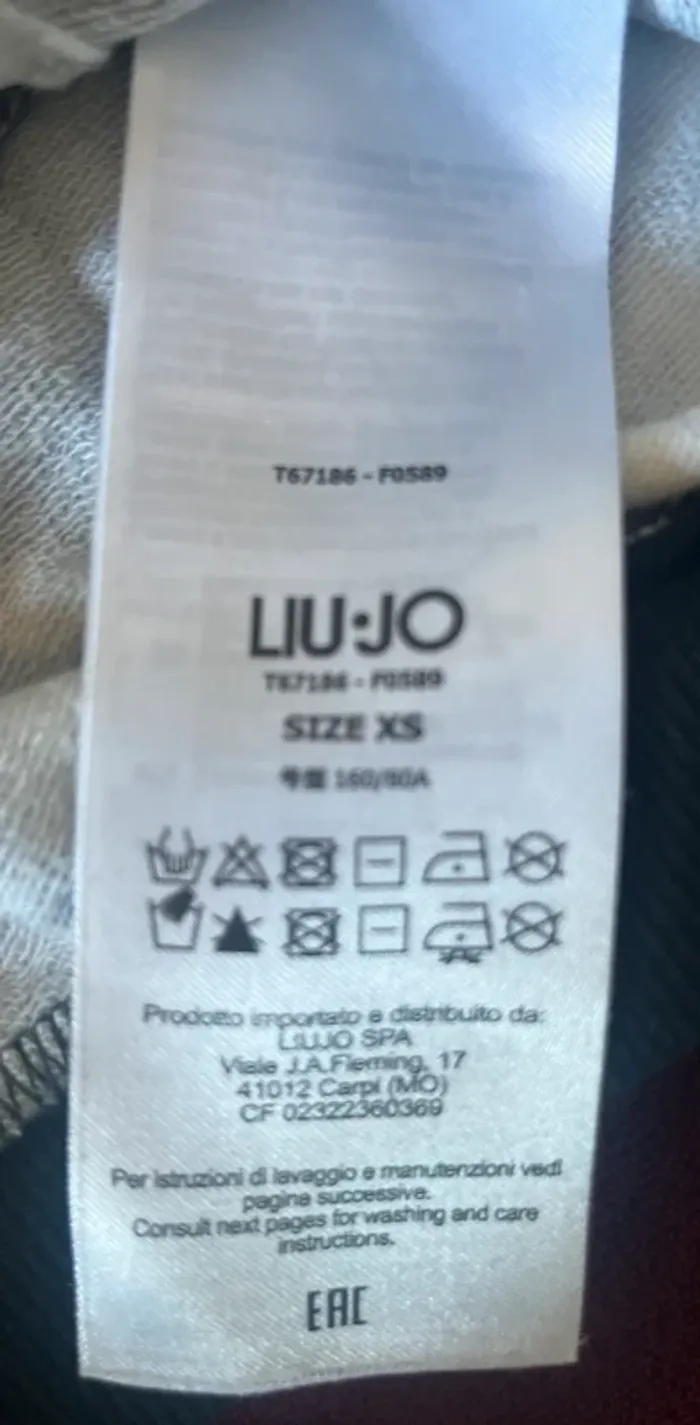 T67186 - F0589
LIU·JO
T67186 - F0589
SIZE XS
号型 160/80A
Prodotto importato e distribuito da:
LIUJO SPA
Viale J.A.Fleming, 17
41012 Carpi (MO)
CF 02322360369
Per istruzioni di lavaggio e manutenzioni vedi
pagine successive.
Consult next pages for washing and care
instructions.
EAC